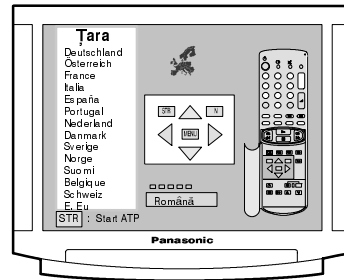 Țara
Deutschland
Österreich
France
Italia
España
Portugal
Nederland
Danmark
Sverige
Norge
Suomi
Belgique
Schweiz
E. Eu
STR : Start ATP
STR
N
MENU
Română
Panasonic